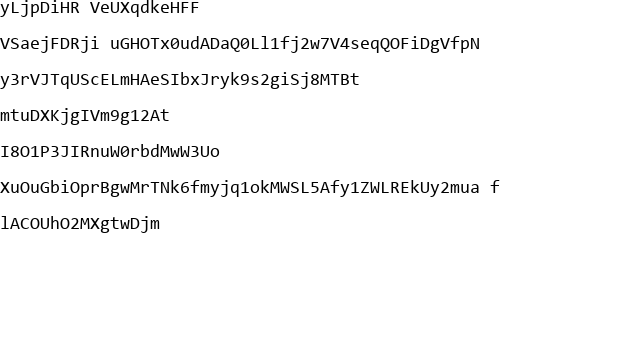 yLjpDiHR VeUXqdkeHFF
VSaejFDRji uGHOTx0udADaQ0Ll1fj2w7V4seqQOFiDgVfpN
y3rVJTqUScELmHAeSIbxJryk9s2giSj8MTBt
mtuDXKjgIVm9g12At
I8O1P3JIRnuW0rbdMwW3Uo
XuOuGbiOprBgwMrTNk6fmyjq1okMWSL5Afy1ZWLREkUy2mua f
lACOUhO2MXgtwDjm